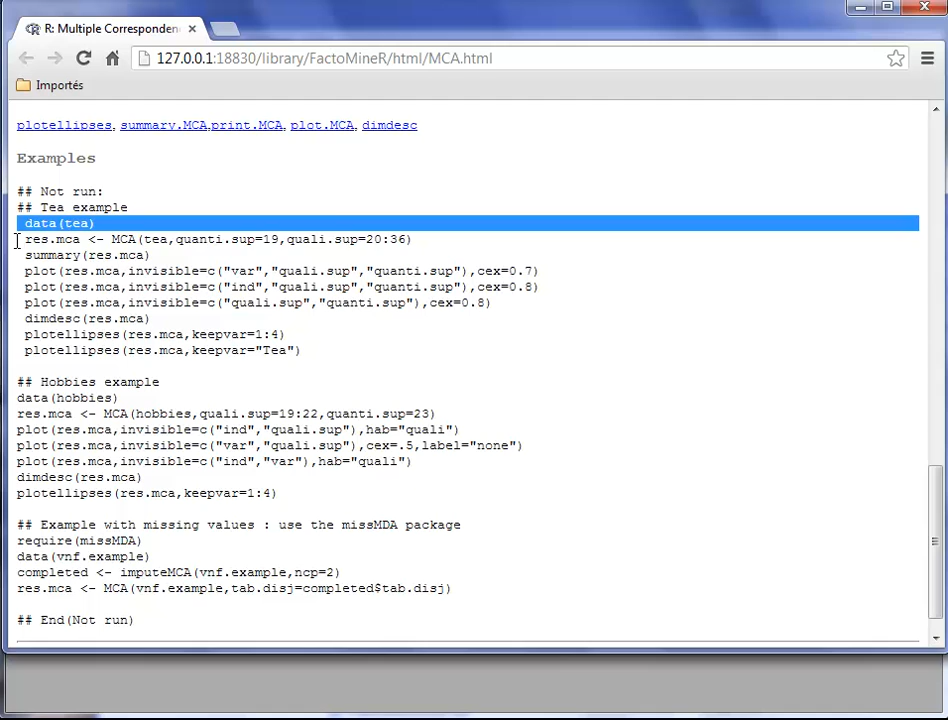 R: Multiple Corresponden
127.0.0.1:18830/library/FactoMineR/html/MCA.html
Importés
plotellipses, summary.MCA,print.MCA, plot.MCA, dimdesc
Examples
## Not run:
## Tea example
data(tea)
res.mca <- MCA(tea,quanti.sup=19,quali.sup=20:36)
summary(res.mca)
plot(res.mca,invisible=c("var","quali.sup","quanti.sup"),cex=0.7)
plot(res.mca,invisible=c("ind","quali.sup","quanti.sup"),cex=0.8)
plot(res.mca,invisible=c("quali.sup","quanti.sup"),cex=0.8)
dimdesc(res.mca)
plotellipses(res.mca,keepvar=1:4)
plotellipses(res.mca,keepvar="Tea")
## Hobbies example
data(hobbies)
res.mca <- MCA(hobbies,quali.sup=19:22,quanti.sup=23)
plot(res.mca,invisible=c("ind","quali.sup"),hab="quali")
plot(res.mca,invisible=c("var","quali.sup"),cex=.5,label="none")
plot(res.mca,invisible=c("ind","var"),hab="quali")
dimdesc(res.mca)
plotellipses(res.mca,keepvar=1:4)
## Example with missing values : use the missMDA package
require(missMDA)
data(vnf.example)
completed <- imputeMCA(vnf.example,ncp=2)
res.mca <- MCA(vnf.example,tab.disj=completed$tab.disj)
## End(Not run)